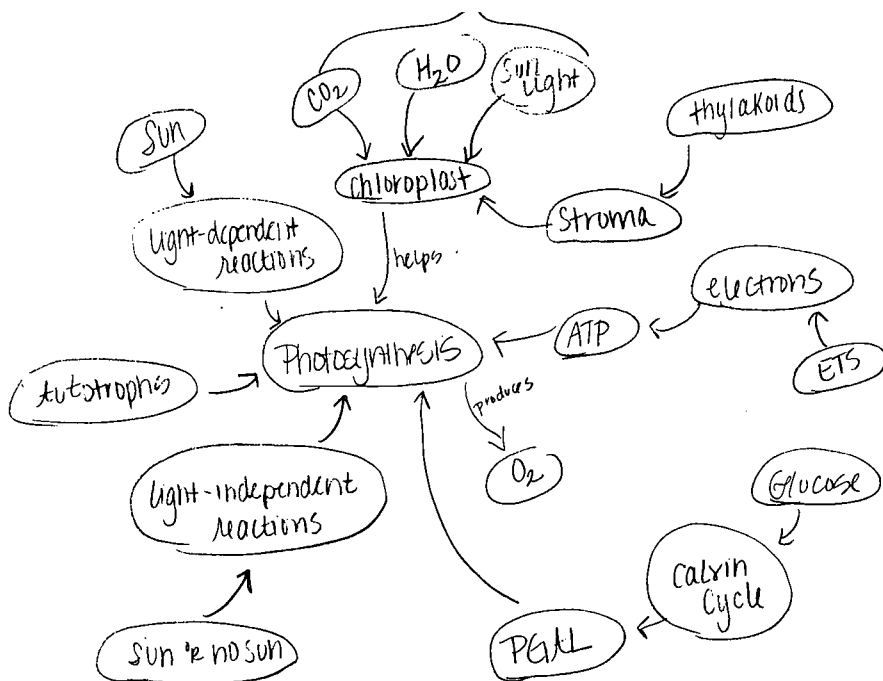 CO2
H2O
Sun
light
thylakoids
Sun
chloroplast
Stroma
light-dependent
reactions
helps
electrons
Photosynthesis
ATP
ETS
Autotrophs
produces
O2
light-independent
reactions
Glucose
Calvin
Cycle
PGAL
sun or no sun